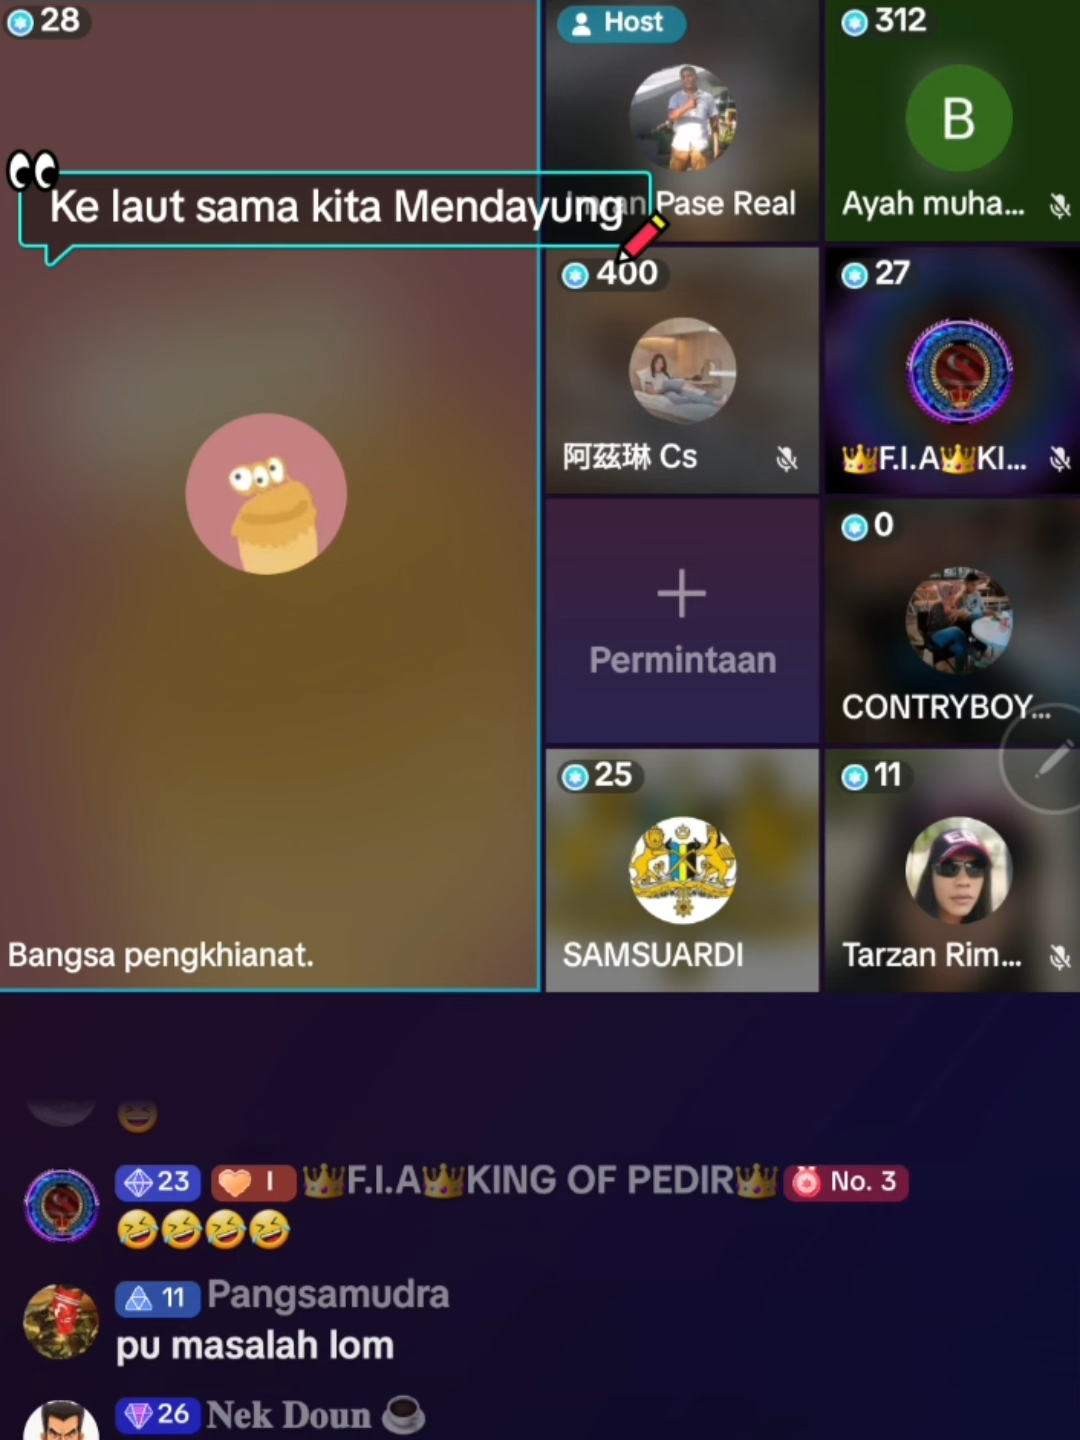 28
Host
312
B
Ke laut sama kita Mendayung
Pase Real
Ayah muha...
400
27
阿茲琳 Cs
👑F.I.A👑KI...
0
Permintaan
CONTRYBOY...
25
11
SAMSUARDI
Tarzan Rim...
Bangsa pengkhianat.
23 I 👑F.I.A👑KING OF PEDIR👑 No. 3
🤣🤣🤣🤣
11 Pangsamudra
pu masalah lom
26 Nek Doun ☕